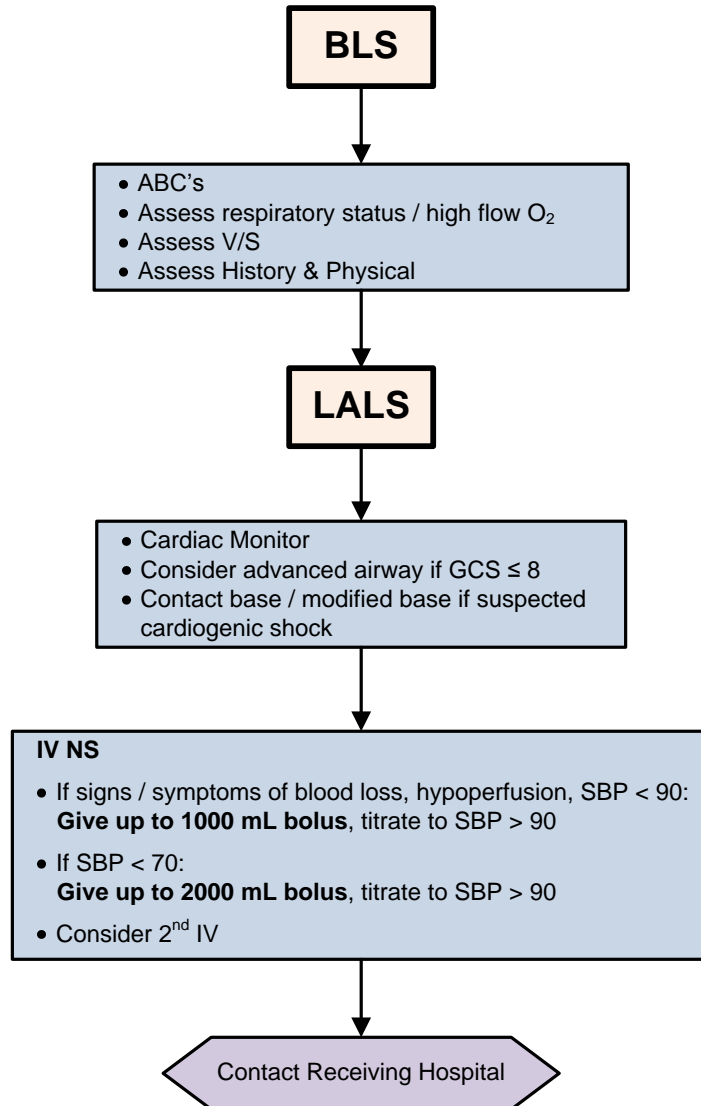 BLS
• ABC's
• Assess respiratory status / high flow O₂
• Assess V/S
• Assess History & Physical
LALS
• Cardiac Monitor
• Consider advanced airway if GCS ≤ 8
• Contact base / modified base if suspected
cardiogenic shock
IV NS
• If signs / symptoms of blood loss, hypoperfusion, SBP < 90:
Give up to 1000 mL bolus, titrate to SBP > 90
• If SBP < 70:
Give up to 2000 mL bolus, titrate to SBP > 90
• Consider 2nd IV
Contact Receiving Hospital